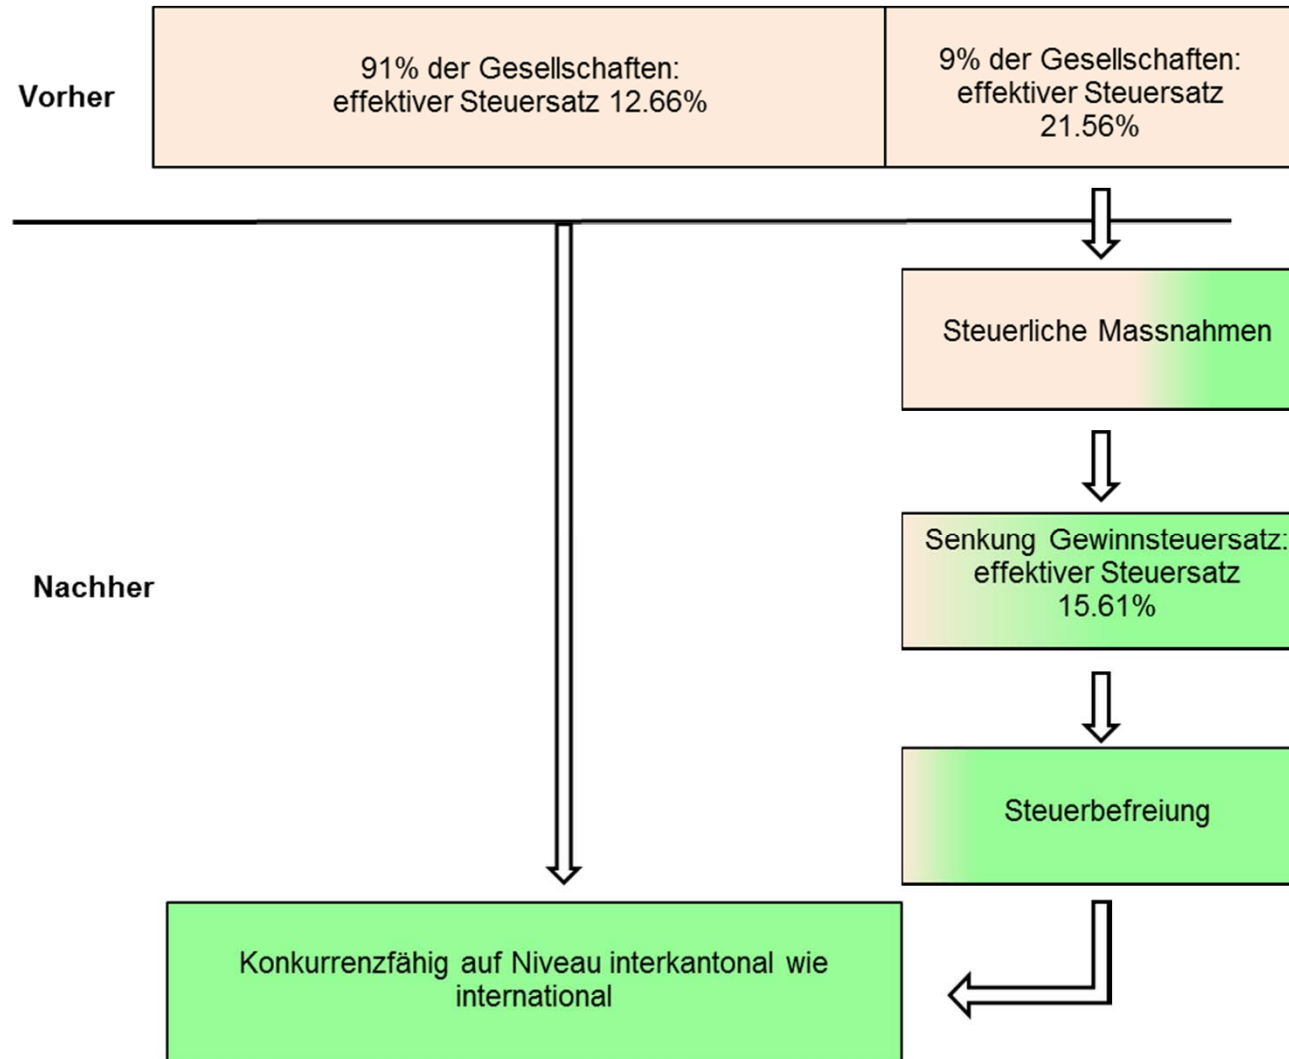 Vorher
91% der Gesellschaften:
effektiver Steuersatz 12.66%
9% der Gesellschaften:
effektiver Steuersatz
21.56%
Steuerliche Massnahmen
Nachher
Senkung Gewinnsteuersatz:
effektiver Steuersatz
15.61%
Steuerbefreiung
Konkurrenzfähig auf Niveau interkantonal wie
international